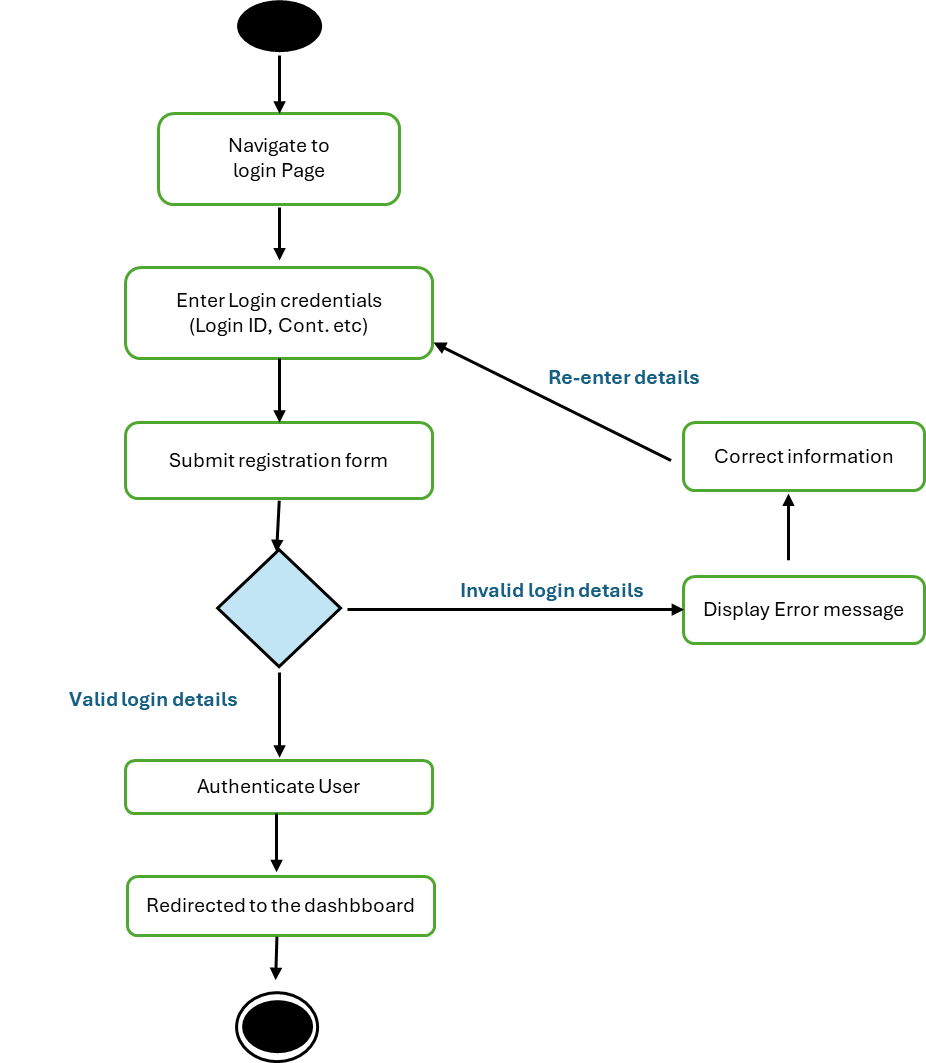 Navigate to
login Page
Enter Login credentials
(Login ID, Cont. etc)
Re-enter details
Submit registration form
Correct information
Invalid login details
Display Error message
Valid login details
Authenticate User
Redirected to the dashbboard